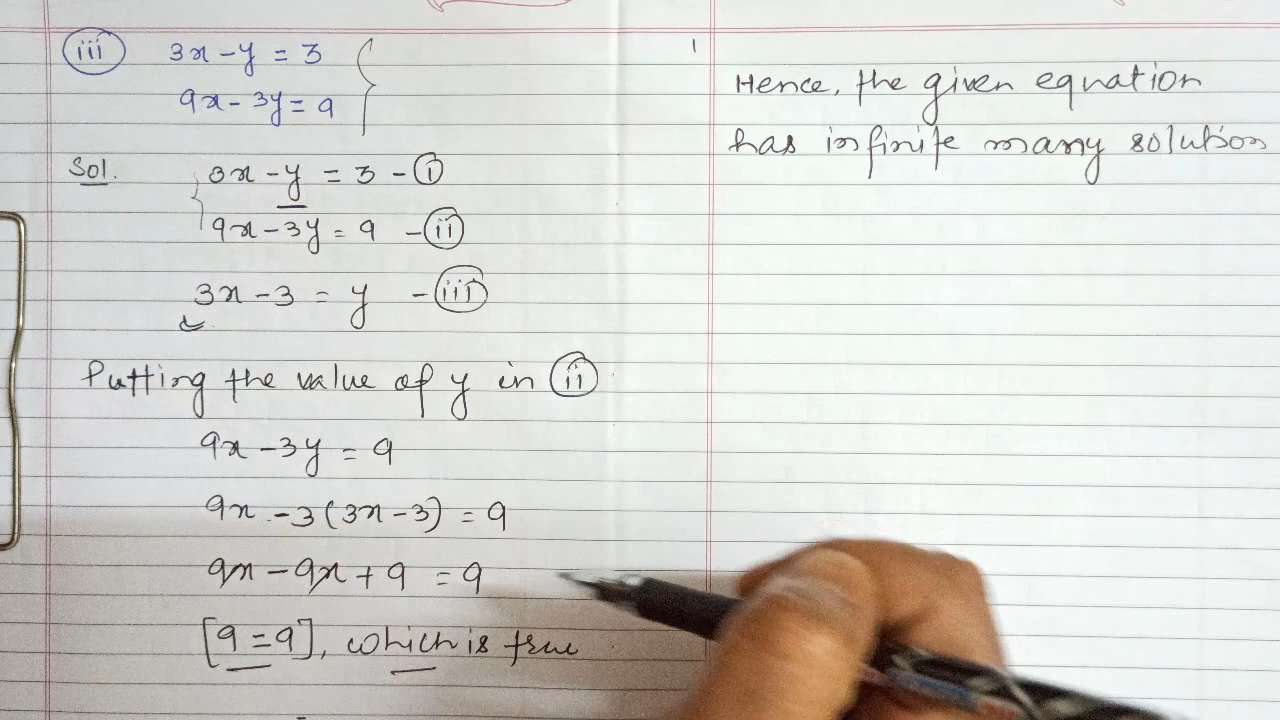 (iii) 3x - y = 3
9x - 3y = 9
Sol. 3x - y = 3 - (i)
9x - 3y = 9 - (ii)
3x - 3 = y - (iii)
Putting the value of y in (ii)
9x - 3y = 9
9x - 3(3x - 3) = 9
9x - 9x + 9 = 9
[9 = 9], which is true
Hence, the given equation
has infinite many solution